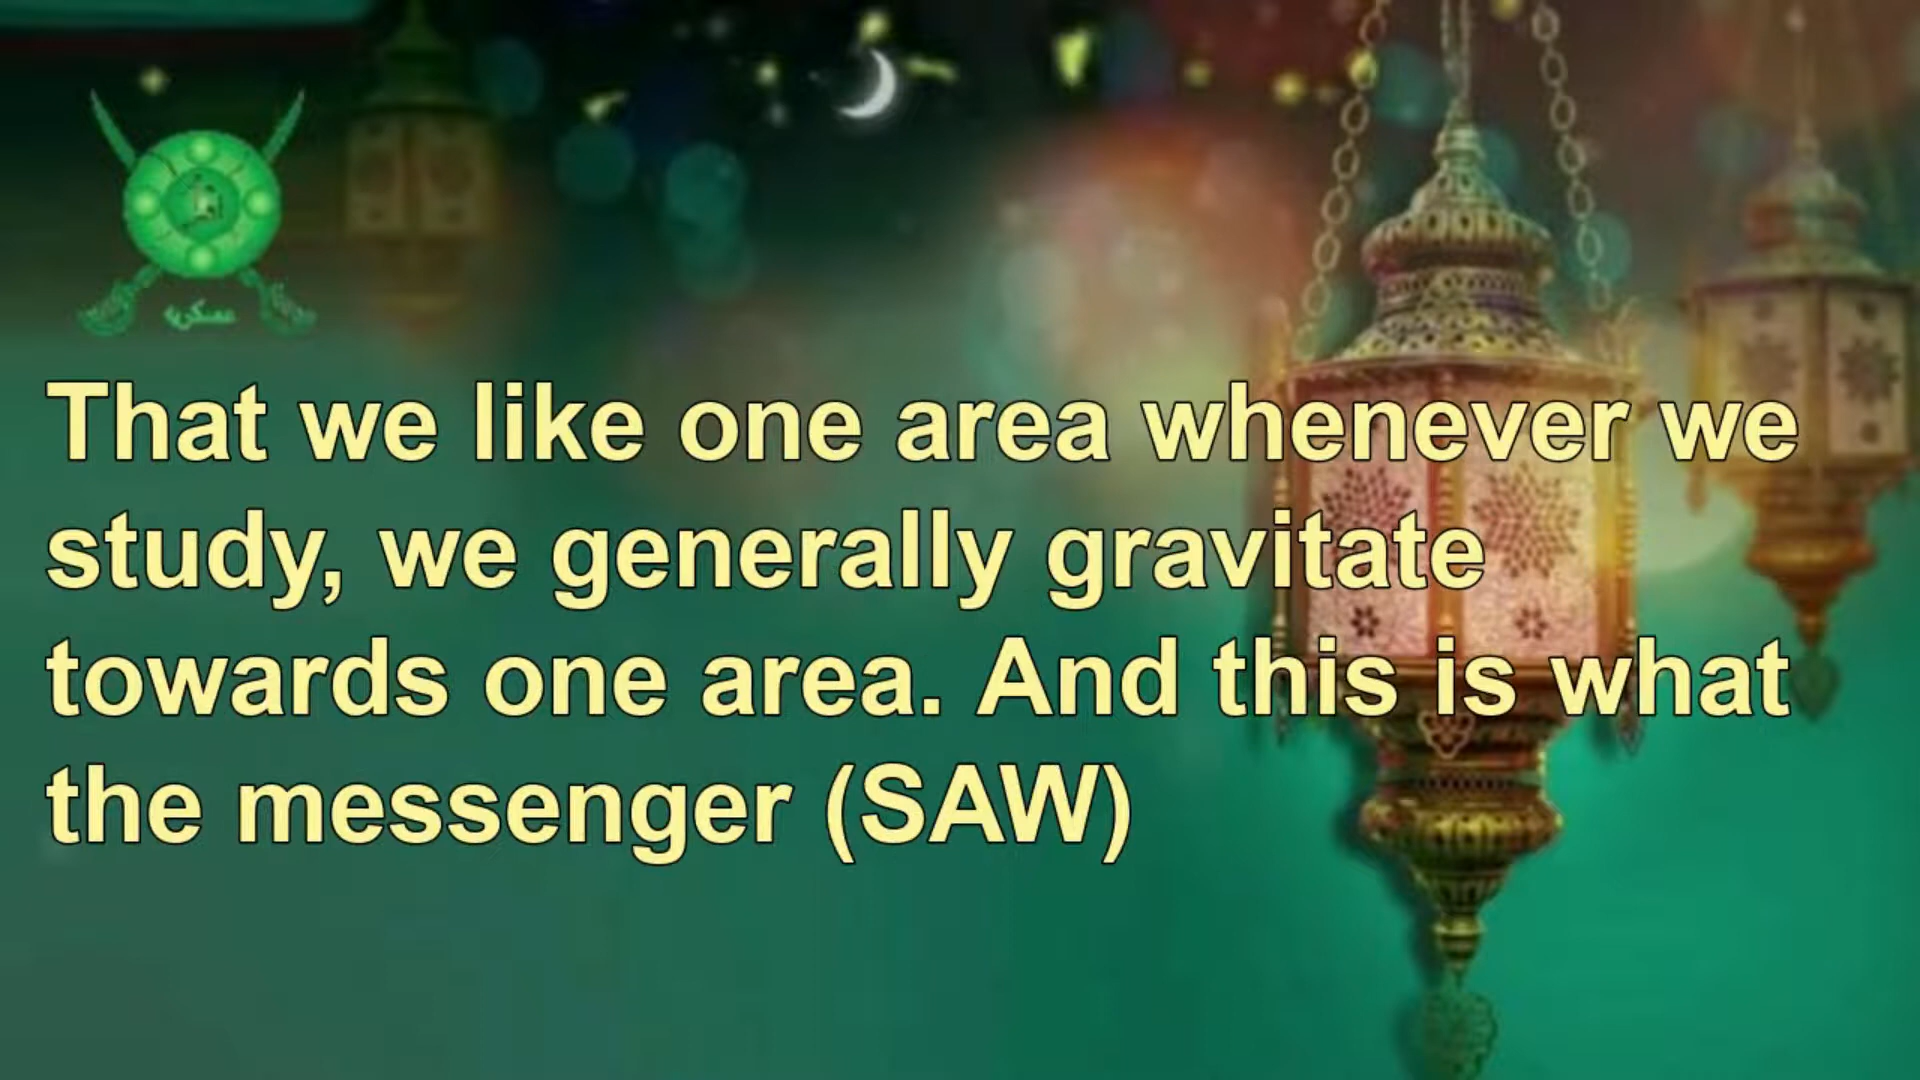 عسكريه
That we like one area whenever we
study, we generally gravitate
towards one area. And this is what
the messenger (SAW)